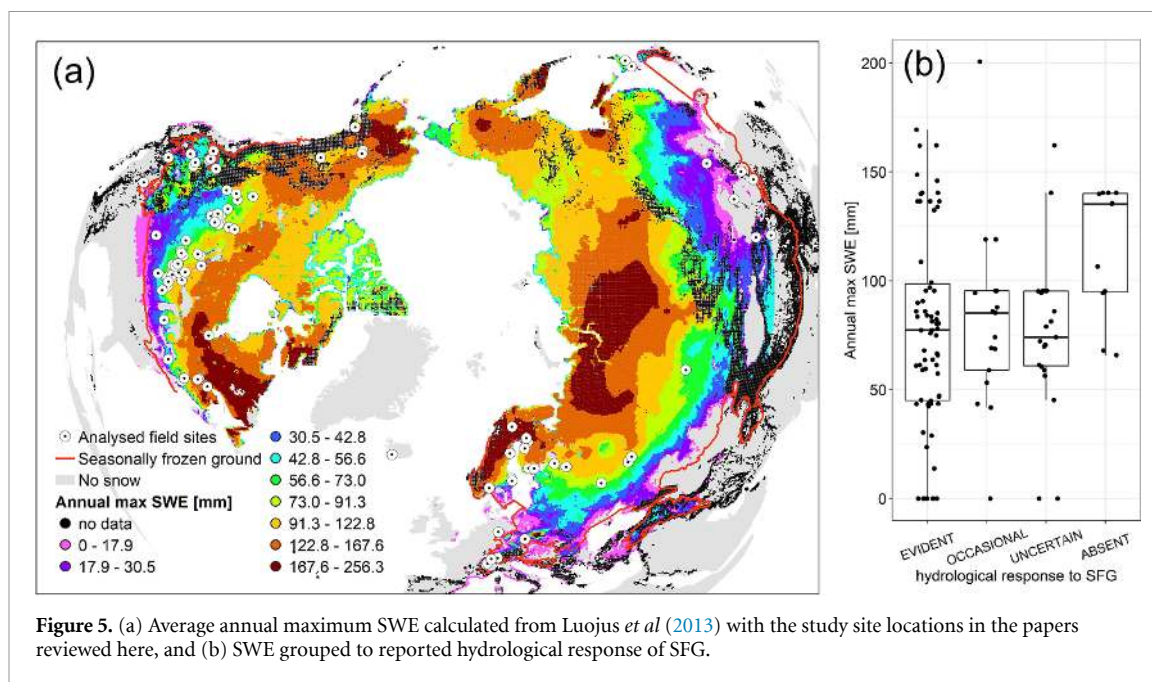 (a)
Analysed field sites
Seasonally frozen ground
No snow
Annual max SWE [mm]
no data
0 - 17.9
17.9 - 30.5
30.5 - 42.8
42.8 - 56.6
56.6 - 73.0
73.0 - 91.3
91.3 - 122.8
122.8 - 167.6
167,6 - 256.3
(b)
Annual max SWE [mm]
200
150
100
50
0
EVIDENT
OCCASIONAL
UNCERTAIN
ABSENT
hydrological response to SFG
Figure 5. (a) Average annual maximum SWE calculated from Luojus et al (2013) with the study site locations in the papers
reviewed here, and (b) SWE grouped to reported hydrological response of SFG.